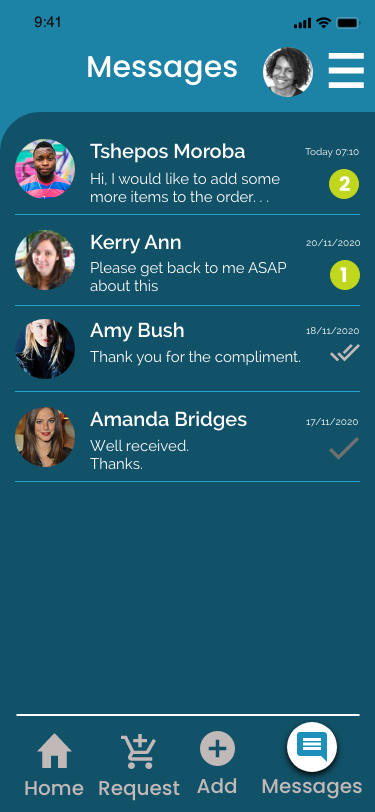 9:41
Messages
Tshepos Moroba
Today 07:10
Hi, I would like to add some
more items to the order. . .
2
Kerry Ann
20/11/2020
Please get back to me ASAP
about this
1
Amy Bush
18/11/2020
Thank you for the compliment.
Amanda Bridges
17/11/2020
Well received.
Thanks.
Home Request Add Messages